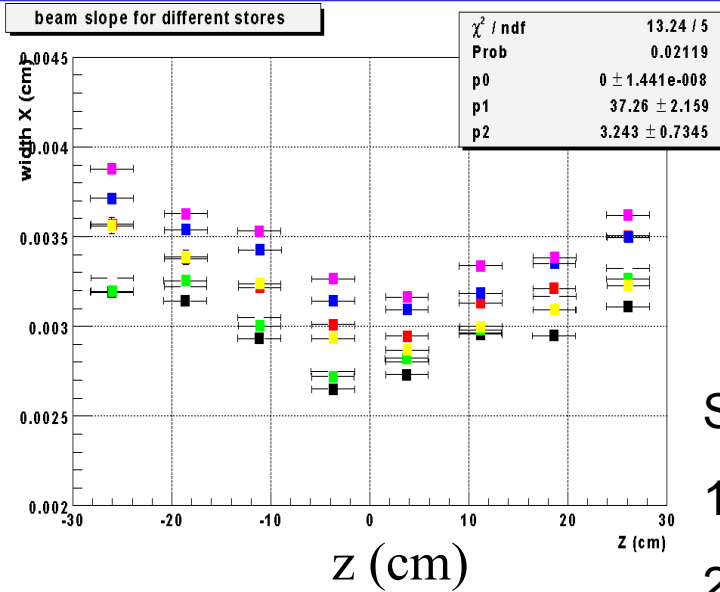 beam slope for different stores
χ² / ndf 13.24 / 5
Prob 0.02119
p0 0 ± 1.441e-008
p1 37.26 ± 2.159
p2 3.243 ± 0.7345
width X (cm)
0.0045
0.004
0.0035
0.003
0.0025
0.002
-30 -20 -10 0 10 20 30
Z (cm)
z (cm)
S
1
2